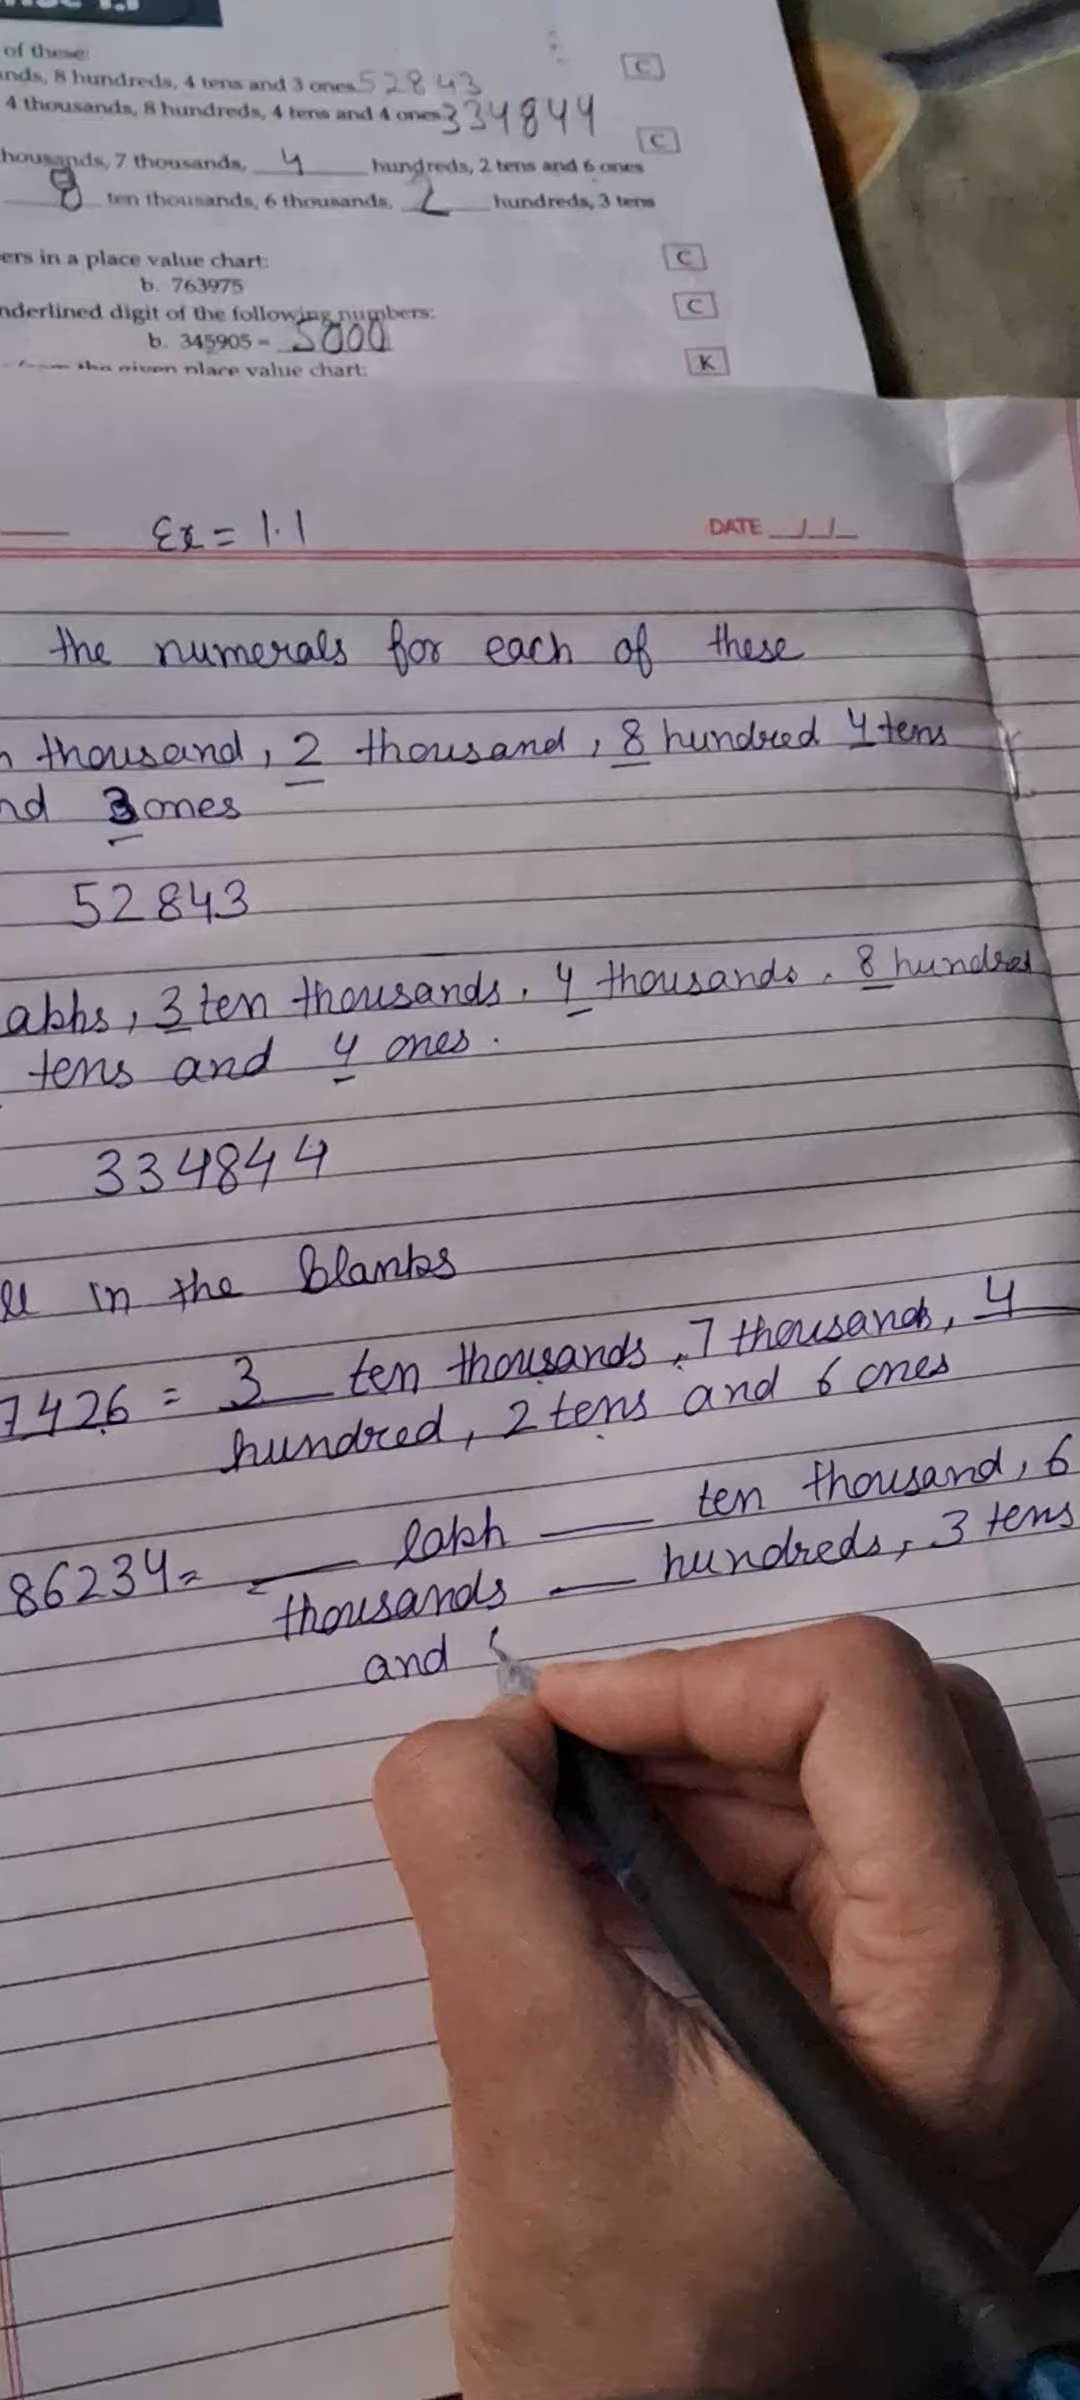 of these:
nds, 8 hundreds, 4 tens and 3 ones 52843 C
4 thousands, 8 hundreds, 4 tens and 4 ones 334844
C
housands, 7 thousands, 4 hundreds, 2 tens and 6 ones
8 ten thousands, 6 thousands, 2 hundreds, 3 tens
ers in a place value chart: C
b. 763975
nderlined digit of the following numbers: C
b. 345905 = 5000
the given place value chart: K
Ex = 1.1 DATE
the numerals for each of these
n thousand, 2 thousand, 8 hundred 4 tens
nd 3 ones
52843
akhs, 3 ten thousands, 4 thousands, 8 hundred
tens and 4 ones.
334844
ll in the blanks
7426 = 3 ten thousands, 7 thousands, 4
hundred, 2 tens and 6 ones
86234= lakh ten thousand, 6
thousands hundreds, 3 tens
and